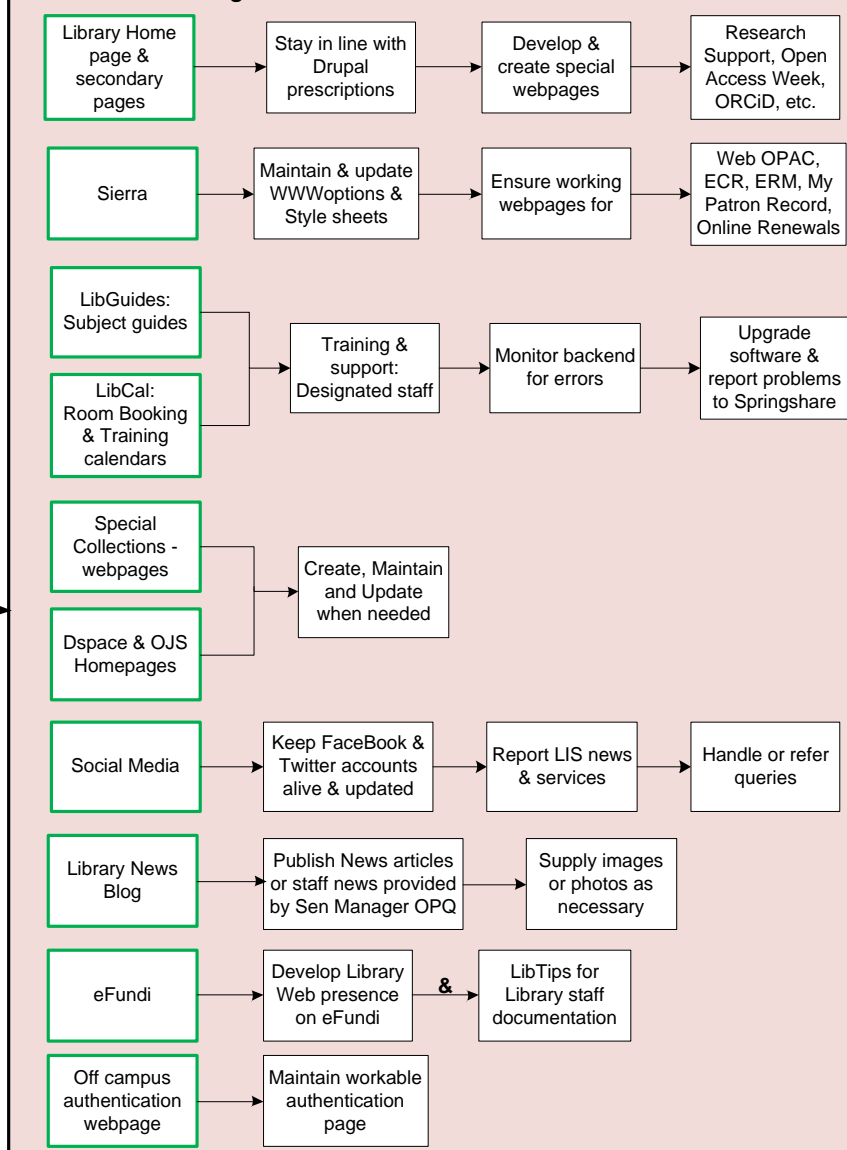 Library Home
page &
secondary
pages
Stay in line with
Drupal
prescriptions
Develop &
create special
webpages
Research
Support, Open
Access Week,
ORCiD, etc.
Sierra
Maintain & update
WWWoptions &
Style sheets
Ensure working
webpages for
Web OPAC,
ECR, ERM, My
Patron Record,
Online Renewals
LibGuides:
Subject guides
LibCal:
Room Booking
& Training
calendars
Training &
support:
Designated staff
Monitor backend
for errors
Upgrade
software &
report problems
to Springshare
Special
Collections -
webpages
Dspace & OJS
Homepages
Create, Maintain
and Update
when needed
Social Media
Keep FaceBook &
Twitter accounts
alive & updated
Report LIS news
& services
Handle or refer
queries
Library News
Blog
Publish News articles
or staff news provided
by Sen Manager OPQ
Supply images
or photos as
necessary
eFundi
Develop Library
Web presence
on eFundi
&
LibTips for
Library staff
documentation
Off campus
authentication
webpage
Maintain workable
authentication
page